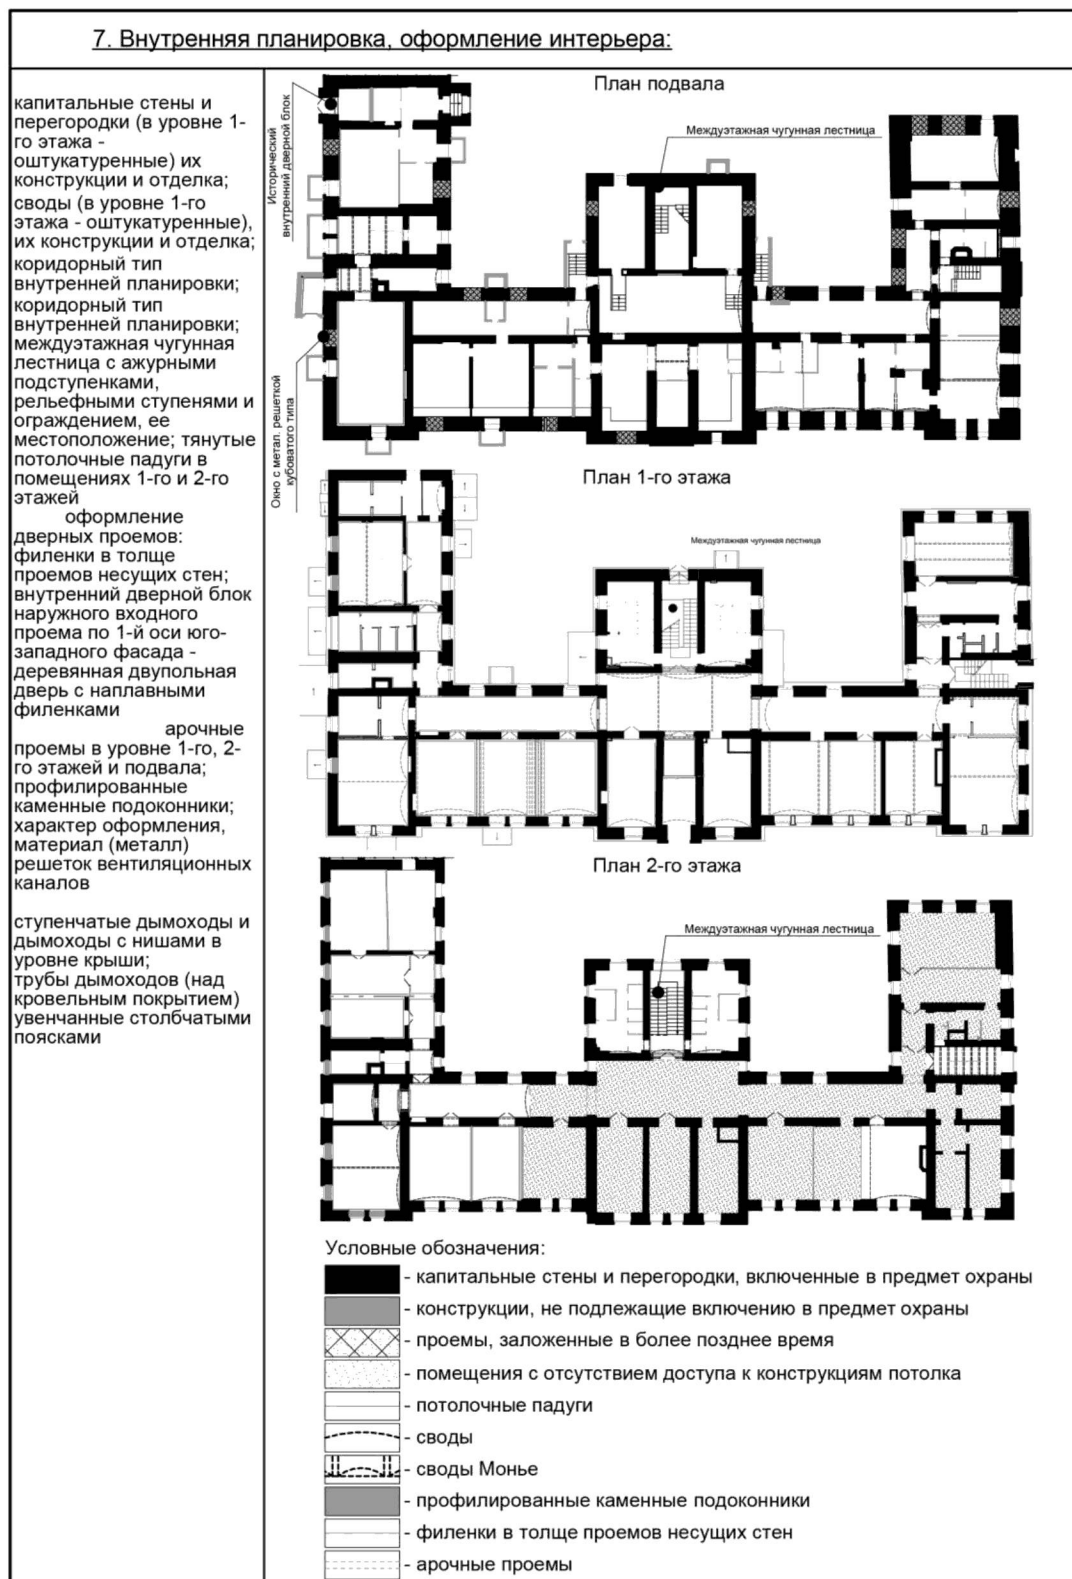 7. Внутренняя планировка, оформление интерьера:
капитальные стены и
перегородки (в уровне 1-
го этажа -
оштукатуренные) их
конструкции и отделка;
своды (в уровне 1-го
этажа - оштукатуренные),
их конструкции и отделка;
коридорный тип
внутренней планировки;
коридорный тип
внутренней планировки;
междуэтажная чугунная
лестница с ажурными
подступенками,
рельефными ступенями и
ограждением, ее
местоположение; тянутые
потолочные падуги в
помещениях 1-го и 2-го
этажей
оформление
дверных проемов:
филенки в толще
проемов несущих стен;
внутренний дверной блок
наружного входного
проема по 1-й оси юго-
западного фасада -
деревянная двупольная
дверь с наплавными
филенками
арочные
проемы в уровне 1-го, 2-
го этажей и подвала;
профилированные
каменные подоконники;
характер оформления,
материал (металл)
решеток вентиляционных
каналов
ступенчатые дымоходы и
дымоходы с нишами в
уровне крыши;
трубы дымоходов (над
кровельным покрытием)
увенчанные столбчатыми
поясками
План подвала
Исторический
внутренний дверной блок
Междуэтажная чугунная лестница
Окно с метал. решеткой
кубоватого типа
План 1-го этажа
Междуэтажная чугунная лестница
План 2-го этажа
Междуэтажная чугунная лестница
Условные обозначения:
- капитальные стены и перегородки, включенные в предмет охраны
- конструкции, не подлежащие включению в предмет охраны
- проемы, заложенные в более позднее время
- помещения с отсутствием доступа к конструкциям потолка
- потолочные падуги
- своды
- своды Монье
- профилированные каменные подоконники
- филенки в толще проемов несущих стен
- арочные проемы